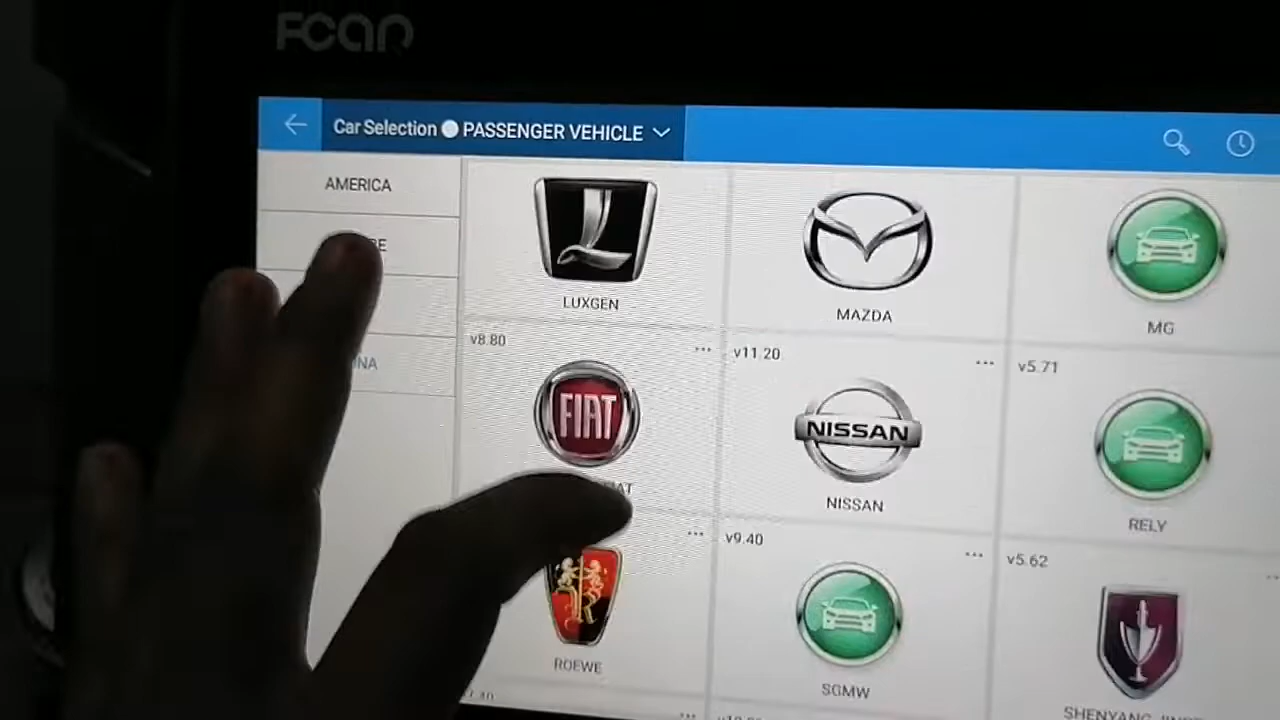 FCAR
Car Selection PASSENGER VEHICLE
AMERICA
LUXGEN
MAZDA
MG
v8.80
v11.20
v5.71
FIAT
NISSAN
NISSAN
RELY
v9.40
v5.62
ROEWE
SGMW